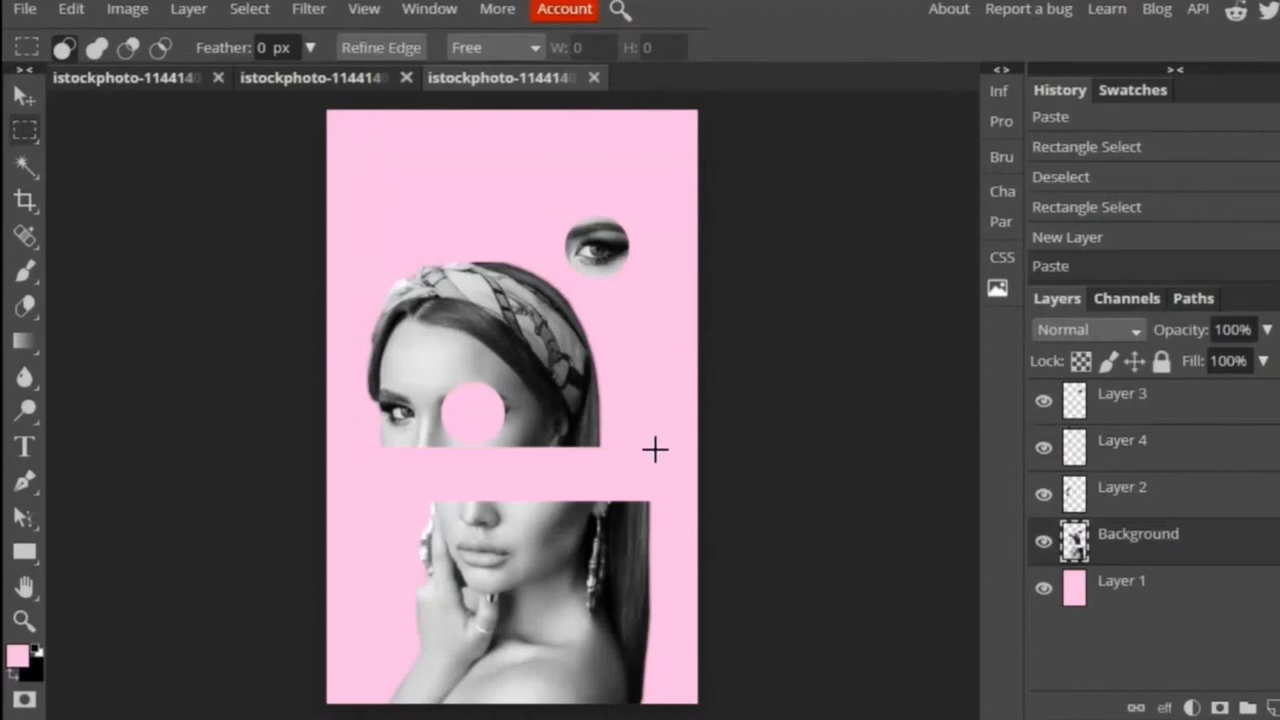 File Edit Image Layer Select Filter View Window More Account About Report a bug Learn Blog API
Feather: 0 px Refine Edge Free W: 0 H: 0
istockphoto-114414 istockphoto-114414 istockphoto-114414
Inf
Pro
Bru
Cha
Par
CSS
History Swatches
Paste
Rectangle Select
Deselect
Rectangle Select
New Layer
Paste
Layers Channels Paths
Normal Opacity: 100%
Lock: Fill: 100%
Layer 3
Layer 4
Layer 2
Background
Layer 1
eff